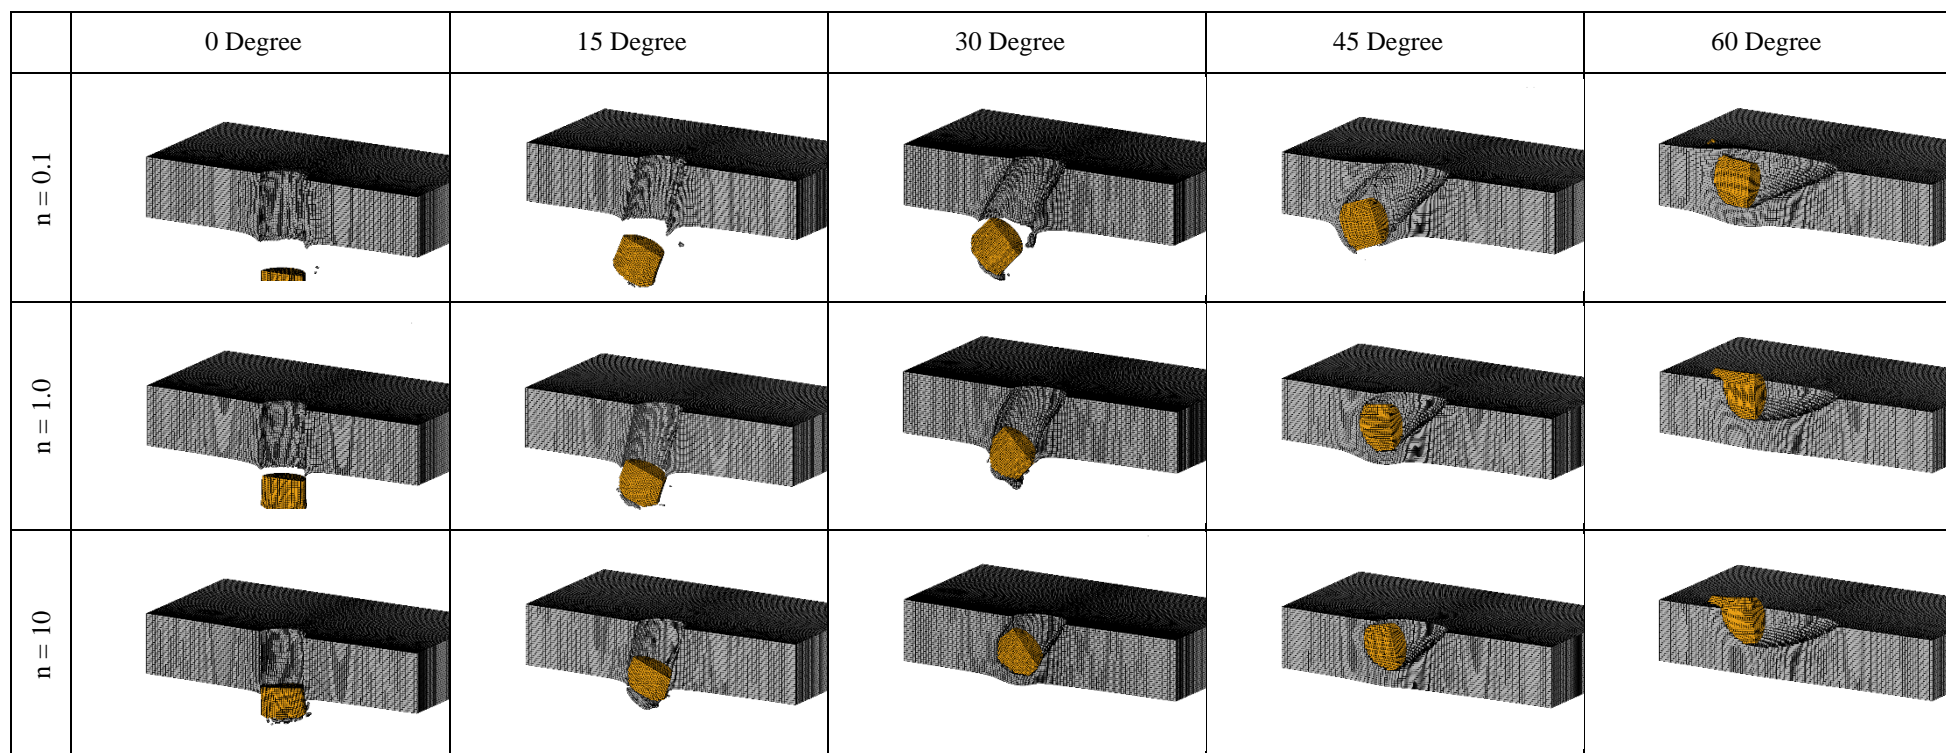 0 Degree
15 Degree
30 Degree
45 Degree
60 Degree
n = 0.1
n = 1.0
n = 10